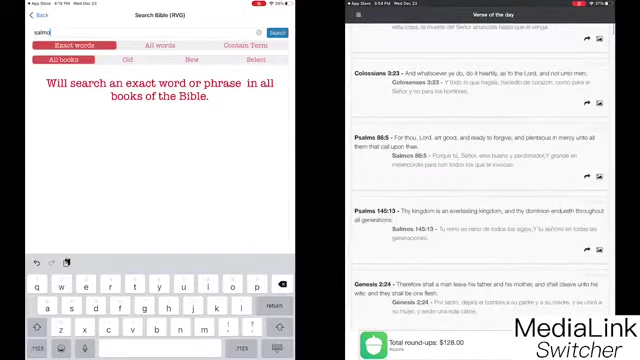 App Store 4:19 PM Wed Dec 23
39%
Back
Search Bible (RVG)
salmo
Search
Exact words
All words
Contain Term
All books
Old
New
Select
Will search an exact word or phrase in all
books of the Bible.
q w e r t y u i o p
a s d f g h j k l
return
z x c v b n m ! ?
.?123
.?123
App Store 5:04 PM Wed Dec 23
37%
Verse of the day
Señor
hasta que él venga.
Colossians 3:23 - And whatsoever ye do, do it heartily, as to the Lord, and not unto men;
Colosenses 3:23 - Y todo lo que hagáis, hacedlo de corazón, como para el
Señor y no para los hombres;
Psalms 86:5 - For thou, Lord, art good, and ready to forgive; and plenteous in mercy unto all
them that call upon thee.
Salmos 86:5 - Porque tú, Señor, eres bueno y perdonador, Y grande en
misericordia para con todos los que te invocan.
Psalms 145:13 - Thy kingdom is an everlasting kingdom, and thy dominion endureth throughout
all generations.
Salmos 145:13 - Tu reino es reino de todos los siglos, Y tu señorío en todas las
generaciones.
Genesis 2:24 - Therefore shall a man leave his father and his mother, and shall cleave unto his
wife: and they shall be one flesh.
Génesis 2:24 - Por tanto, dejará el hombre a su padre y a su madre, y se unirá a
su mujer, y serán una sola carne.
Total round-ups: $128.00
Acorns
MediaLink
Switcher